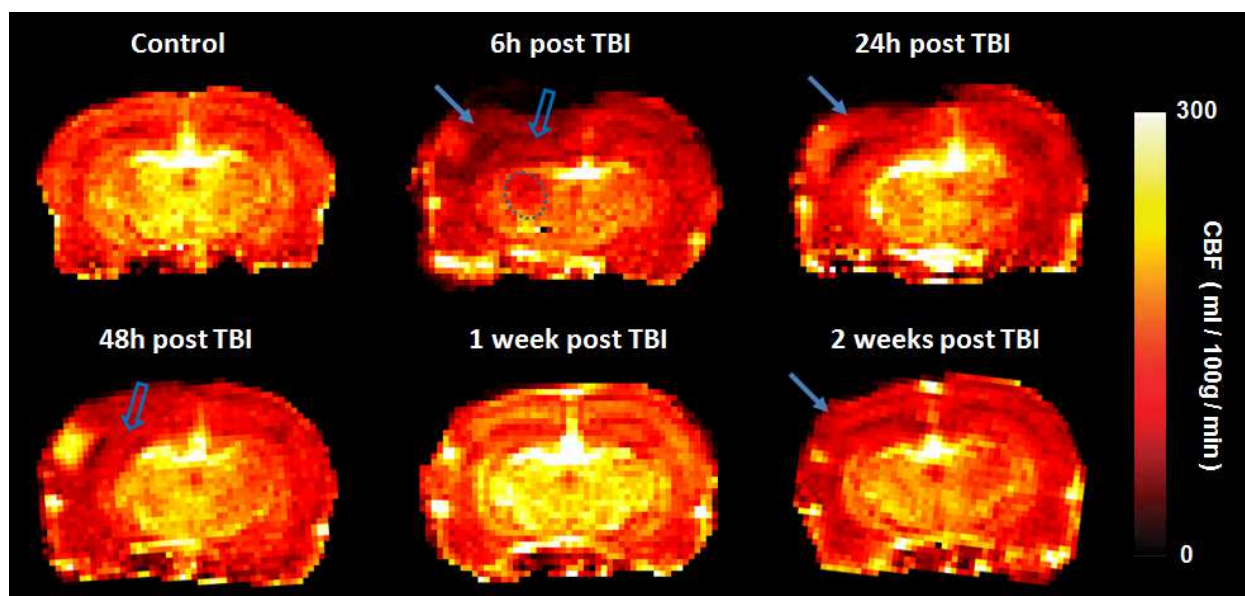 Control
6h post TBI
24h post TBI
300
CBF ( ml / 100g / min)
0
48h post TBI
1 week post TBI
2 weeks post TBI